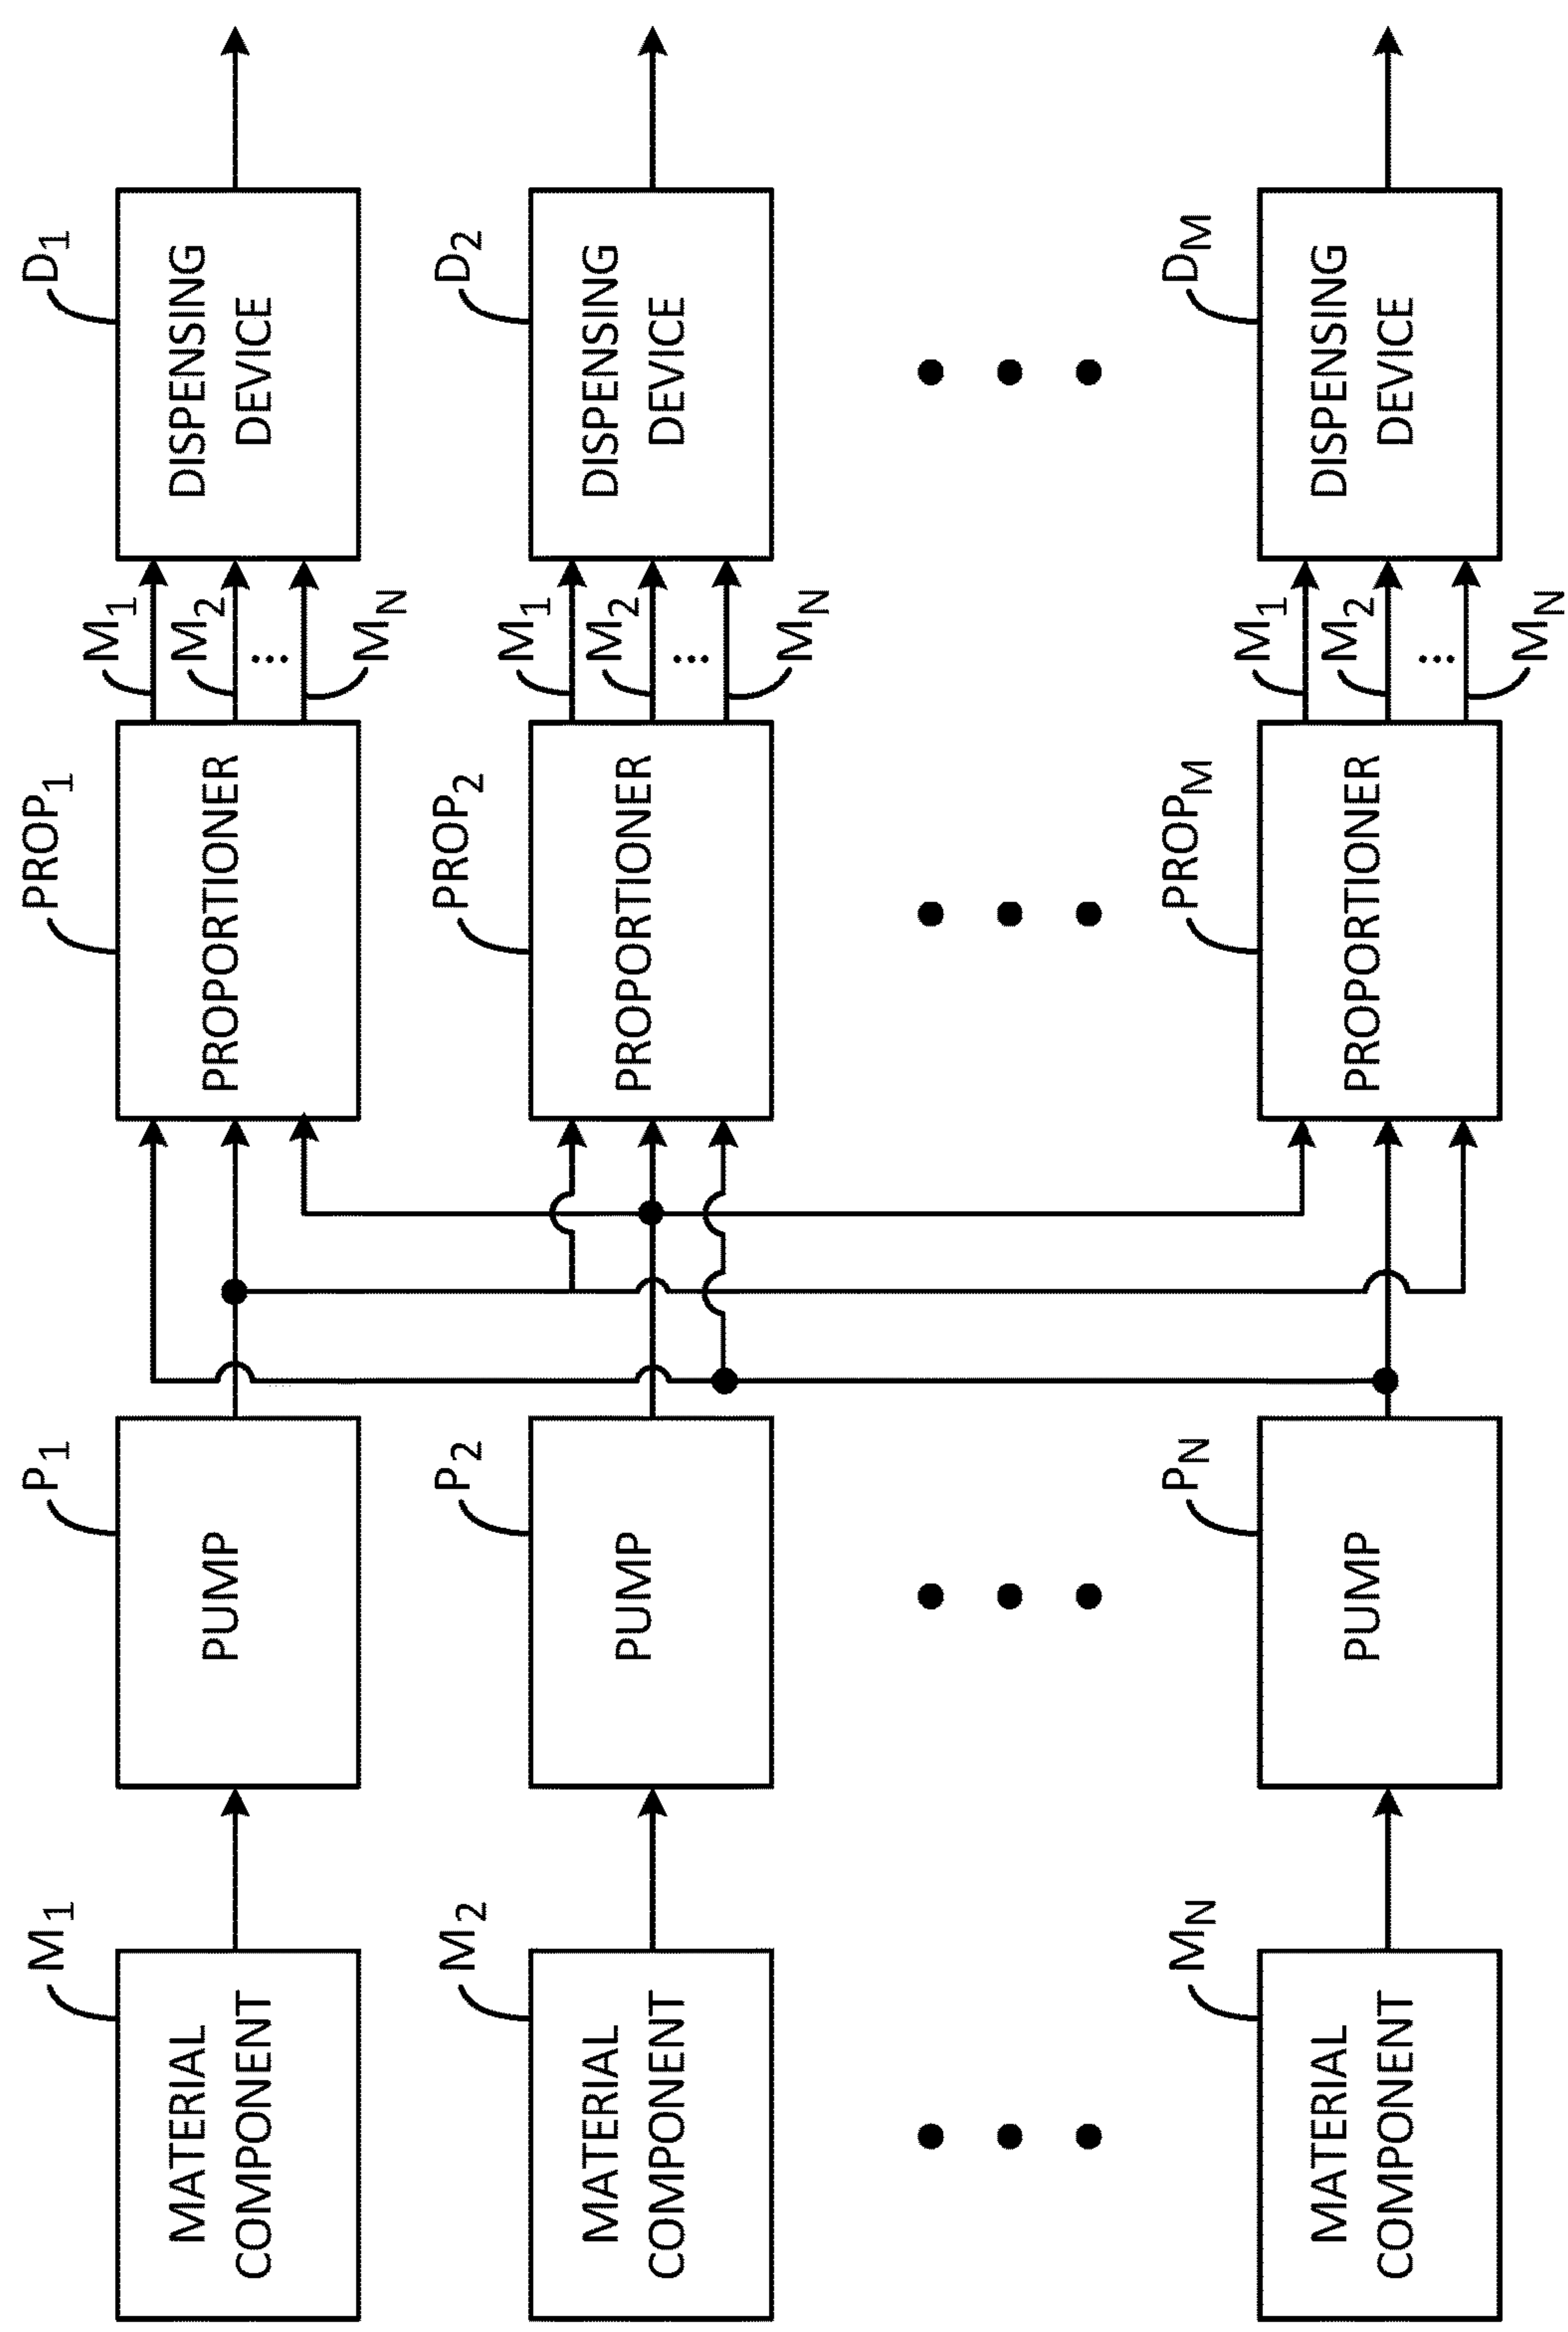 M1
P1
PROP1
D1
MATERIAL
COMPONENT
PUMP
PROPORTIONER
M1
M2
...
MN
DISPENSING
DEVICE
M2
P2
PROP2
D2
MATERIAL
COMPONENT
PUMP
PROPORTIONER
M1
M2
...
MN
DISPENSING
DEVICE
MN
PN
PROPM
DM
MATERIAL
COMPONENT
PUMP
PROPORTIONER
M1
M2
...
MN
DISPENSING
DEVICE